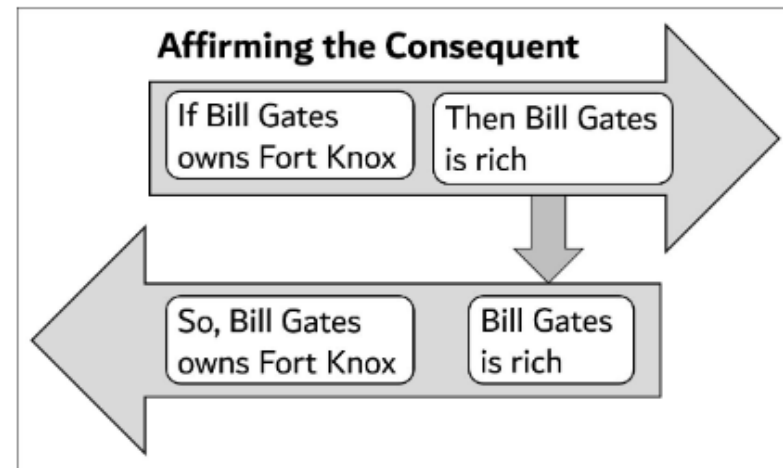 Affirming the Consequent
If Bill Gates
owns Fort Knox
Then Bill Gates
is rich
So, Bill Gates
owns Fort Knox
Bill Gates
is rich